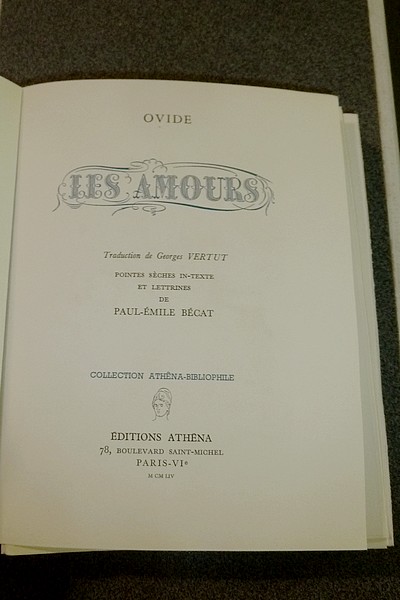 OVIDE
LES AMOURS
Traduction de Georges VERTUT
POINTES SÈCHES IN-TEXTE
ET LETTRINES
DE
PAUL-ÉMILE BÉCAT
COLLECTION ATHÊNA-BIBLIOPHILE
ÉDITIONS ATHÊNA
78, BOULEVARD SAINT-MICHEL
PARIS-VIe
M CM LIV